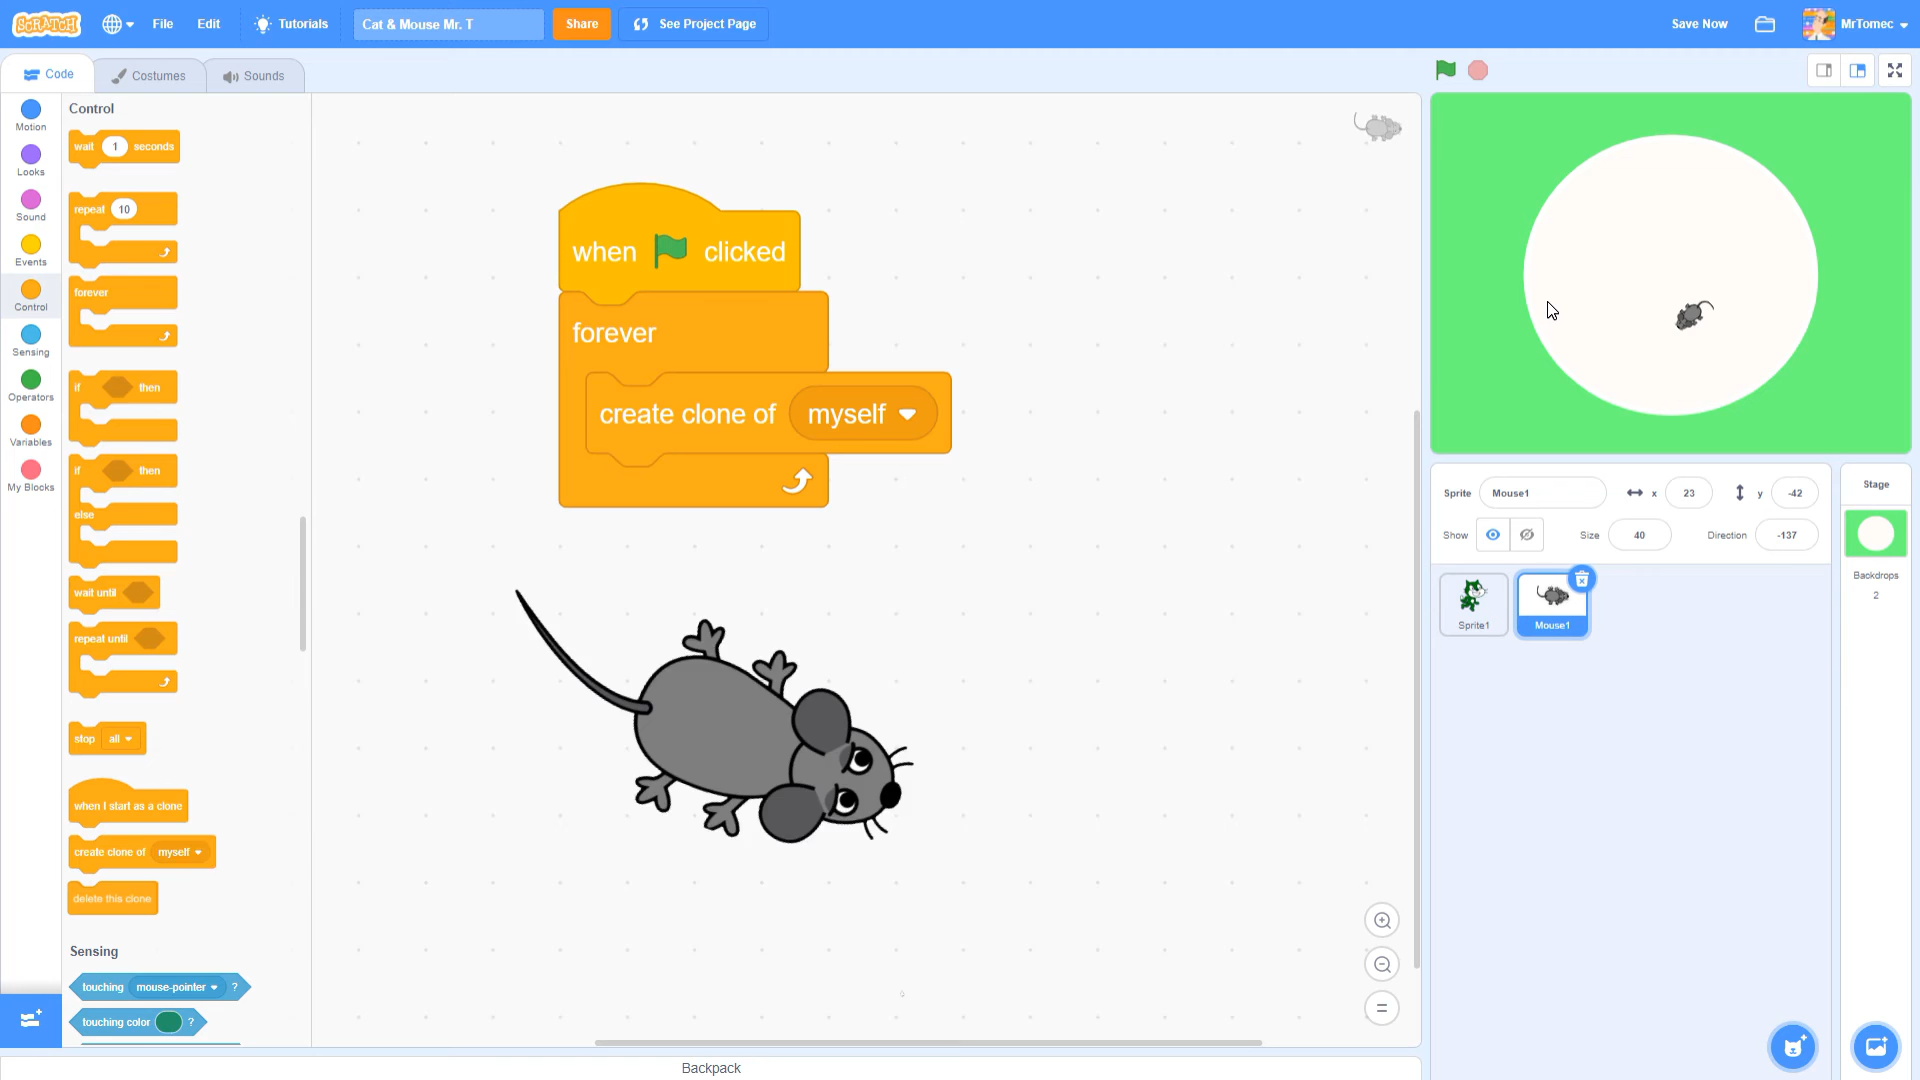 SCRATCH
File
Edit
Tutorials
Cat & Mouse Mr. T
Share
See Project Page
Save Now
MrTomec
Code
Costumes
Sounds
Motion
Looks
Sound
Events
Control
Sensing
Operators
Variables
My Blocks
Control
wait 1 seconds
repeat 10
forever
if then
if then
else
wait until
repeat until
stop all
when I start as a clone
create clone of myself
delete this clone
Sensing
touching mouse-pointer ?
touching color ?
when clicked
forever
create clone of myself
Backpack
Sprite Mouse1 x 23 y -42
Show Size 40 Direction -137
Sprite1
Mouse1
Stage
Backdrops
2